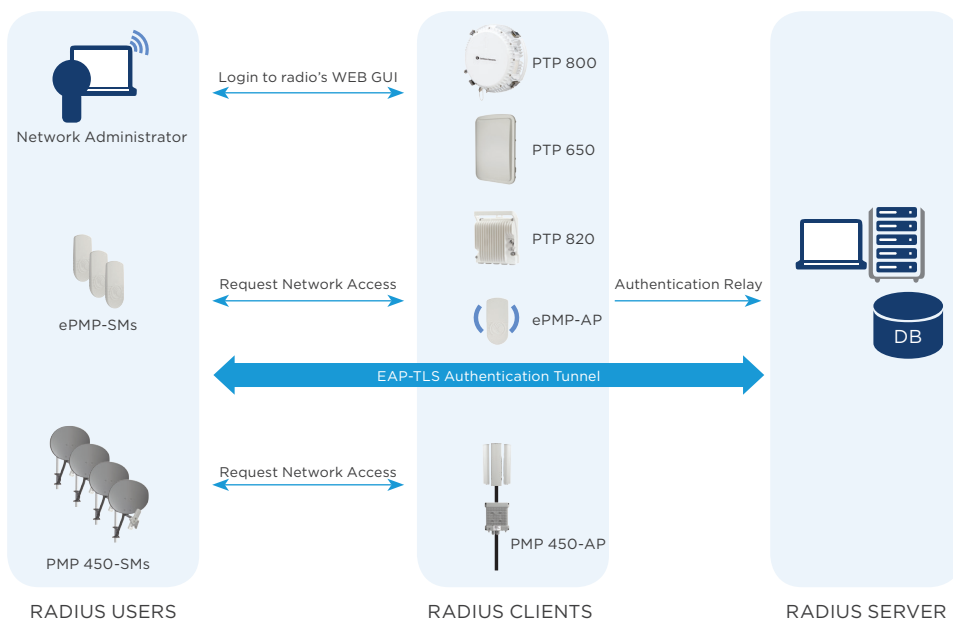 Login to radio's WEB GUI
PTP 800
Network Administrator
PTP 650
PTP 820
Request Network Access
Authentication Relay
ePMP-SMs
ePMP-AP
DB
EAP-TLS Authentication Tunnel
Request Network Access
PMP 450-SMs
PMP 450-AP
RADIUS USERS
RADIUS CLIENTS
RADIUS SERVER